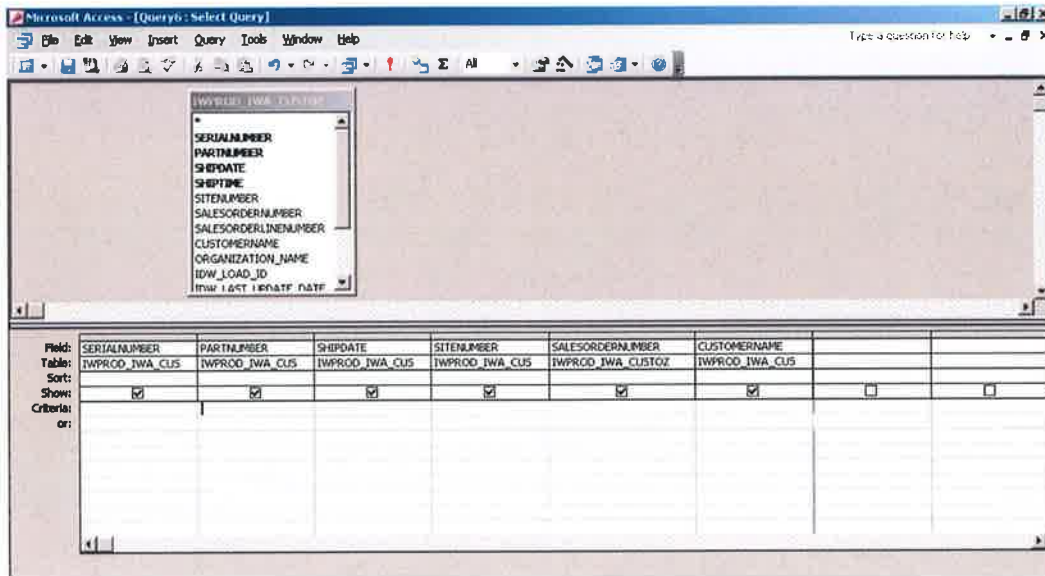 Microsoft Access - [Query6 : Select Query]
File Edit View Insert Query Tools Window Help
Type a question for help
All
IWPROD_IWA_CUSTOZ
*
SERIALNUMBER
PARTNUMBER
SHIPDATE
SHIPTIME
SITENUMBER
SALESORDERNUMBER
SALESORDERLINENUMBER
CUSTOMERNAME
ORGANIZATION_NAME
IDW_LOAD_ID
IDW_LAST_UPDATE_DATE
Field: SERIALNUMBER PARTNUMBER SHIPDATE SITENUMBER SALESORDERNUMBER CUSTOMERNAME
Table: IWPROD_IWA_CUS IWPROD_IWA_CUS IWPROD_IWA_CUS IWPROD_IWA_CUS IWPROD_IWA_CUSTOZ IWPROD_IWA_CUS
Sort:
Show:
Criteria:
or: